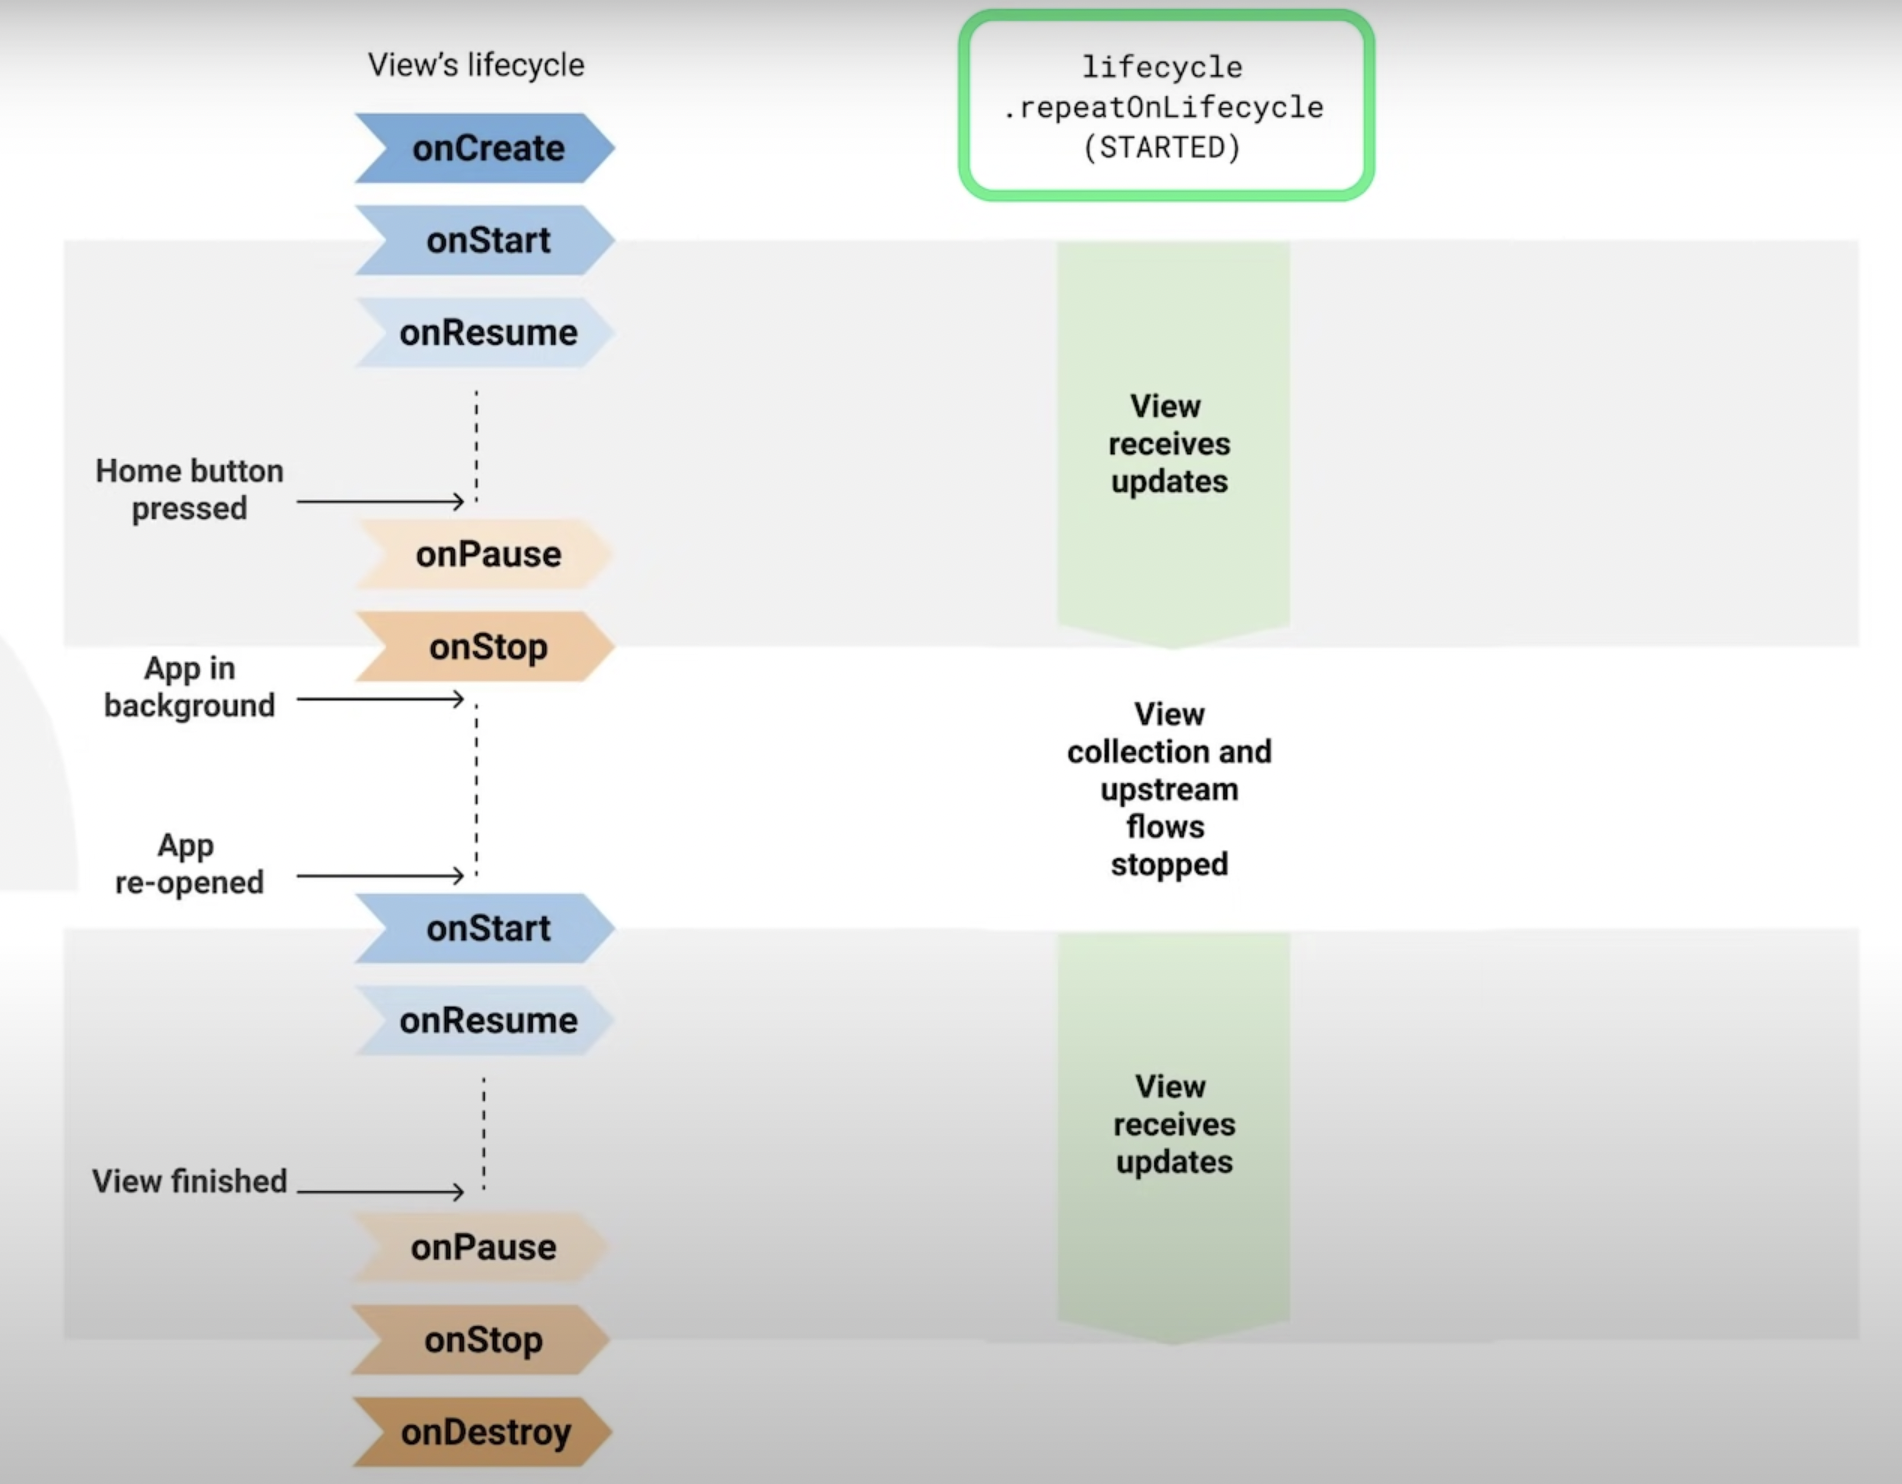 View's lifecycle
lifecycle
.repeatOnLifecycle
(STARTED)
onCreate
onStart
onResume
Home button
pressed
View
receives
updates
onPause
onStop
App in
background
View
collection and
upstream
flows
stopped
App
re-opened
onStart
onResume
View
receives
updates
View finished
onPause
onStop
onDestroy